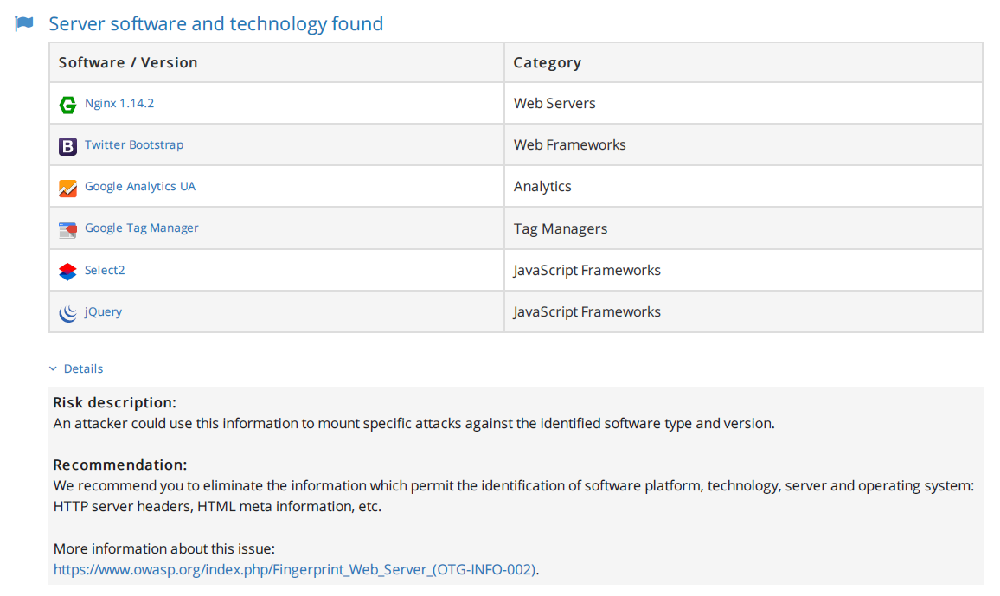 Server software and technology found
Software / Version Category
Nginx 1.14.2 Web Servers
B Twitter Bootstrap Web Frameworks
Google Analytics UA Analytics
Google Tag Manager Tag Managers
Select2 JavaScript Frameworks
jQuery JavaScript Frameworks
Details
Risk description:
An attacker could use this information to mount specific attacks against the identified software type and version.
Recommendation:
We recommend you to eliminate the information which permit the identification of software platform, technology, server and operating system:
HTTP server headers, HTML meta information, etc.
More information about this issue:
https://www.owasp.org/index.php/Fingerprint_Web_Server_(OTG-INFO-002).